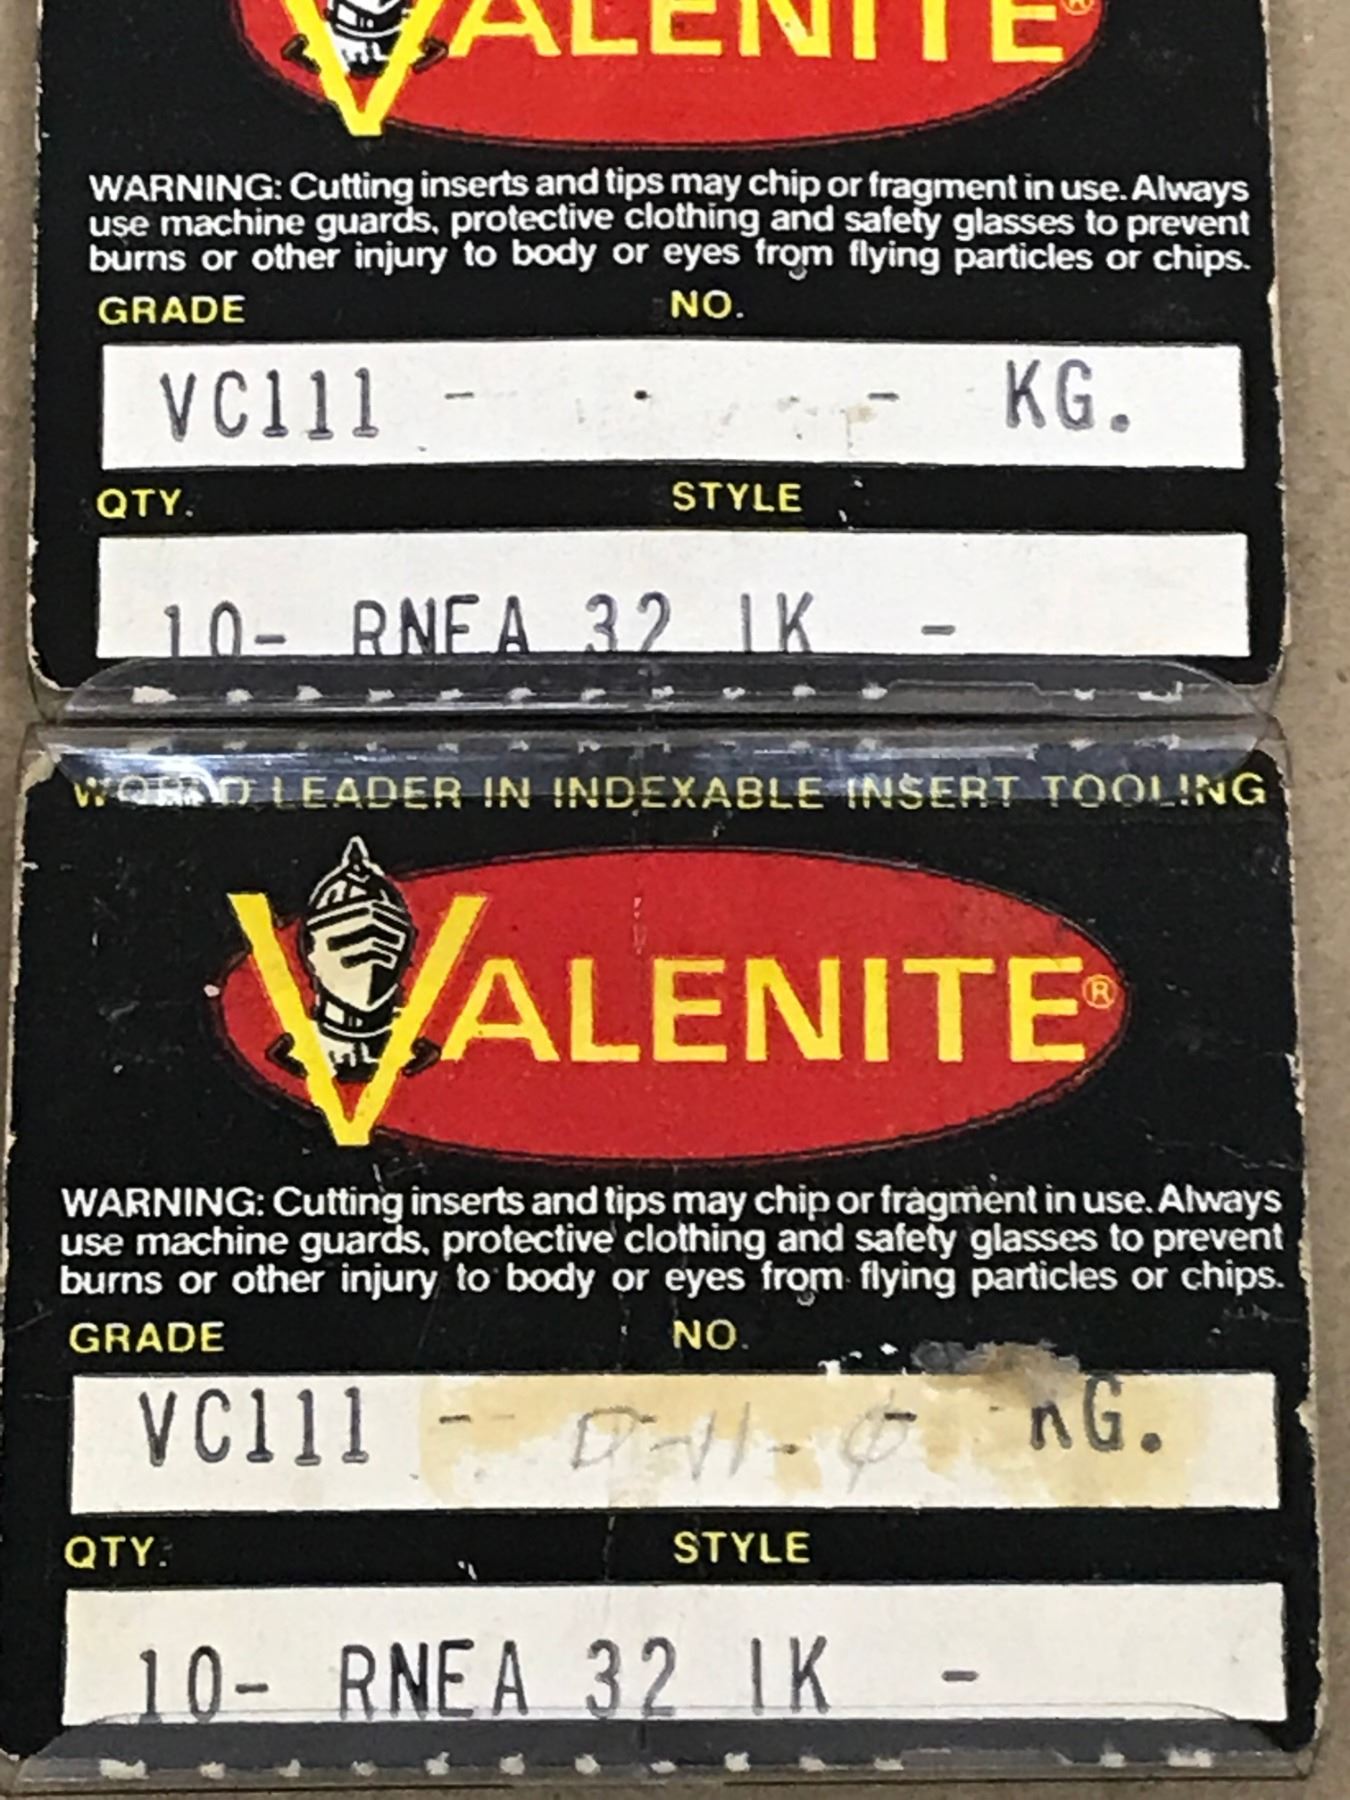 VALENITE®
WARNING: Cutting inserts and tips may chip or fragment in use. Always
use machine guards, protective clothing and safety glasses to prevent
burns or other injury to body or eyes from flying particles or chips.
GRADE NO.
VC111 - - KG.
QTY. STYLE
10- RNEA 32 1K -
WORLD LEADER IN INDEXABLE INSERT TOOLING
VALENITE®
WARNING: Cutting inserts and tips may chip or fragment in use. Always
use machine guards, protective clothing and safety glasses to prevent
burns or other injury to body or eyes from flying particles or chips.
GRADE NO.
VC111 - - KG.
QTY. STYLE
10- RNEA 32 1K -